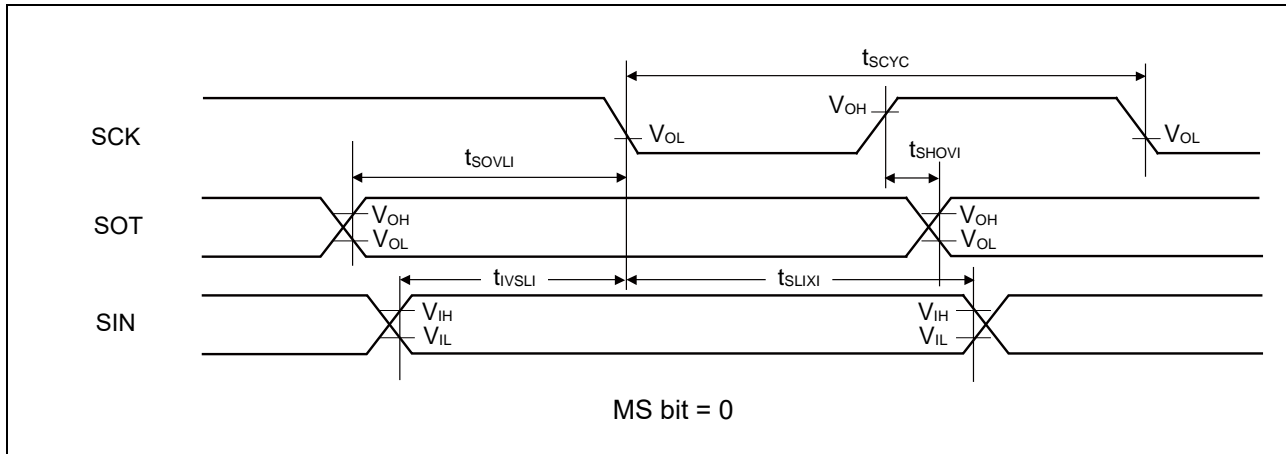 tSCYC
SCK VOH VOL VOL
tSOVLI tSHOVI
SOT VOH VOL VOH VOL
tIVSLI tSLIXI
SIN VIH VIL VIH VIL
MS bit = 0